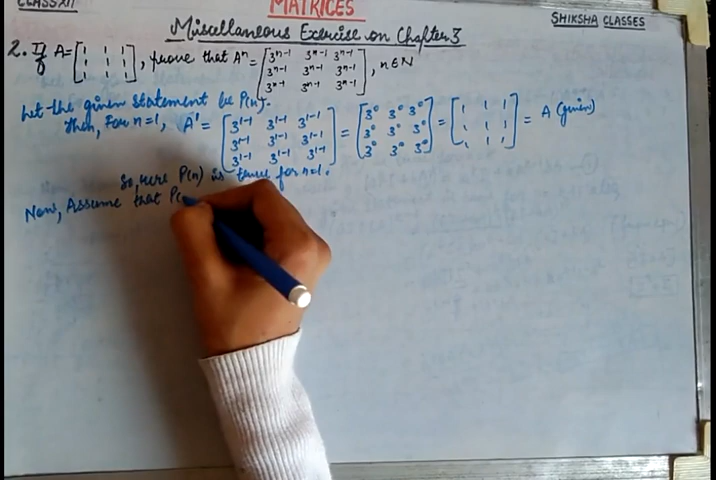 CLASS XII
MATRICES
SHIKSHA CLASSES
Miscellaneous Exercise on Chapter 3
2. If A = [1 1 1; 1 1 1; 1 1 1], prove that Aⁿ = [3ⁿ⁻¹ 3ⁿ⁻¹ 3ⁿ⁻¹; 3ⁿ⁻¹ 3ⁿ⁻¹ 3ⁿ⁻¹; 3ⁿ⁻¹ 3ⁿ⁻¹ 3ⁿ⁻¹], n ∈ N
Let the given statement be P(n).
Then, For n=1, A¹ = [3¹⁻¹ 3¹⁻¹ 3¹⁻¹; 3¹⁻¹ 3¹⁻¹ 3¹⁻¹; 3¹⁻¹ 3¹⁻¹ 3¹⁻¹] = [3⁰ 3⁰ 3⁰; 3⁰ 3⁰ 3⁰; 3⁰ 3⁰ 3⁰] = [1 1 1; 1 1 1; 1 1 1] = A (given)
So, here P(n) is true for n=1.
Now, Assume that P(